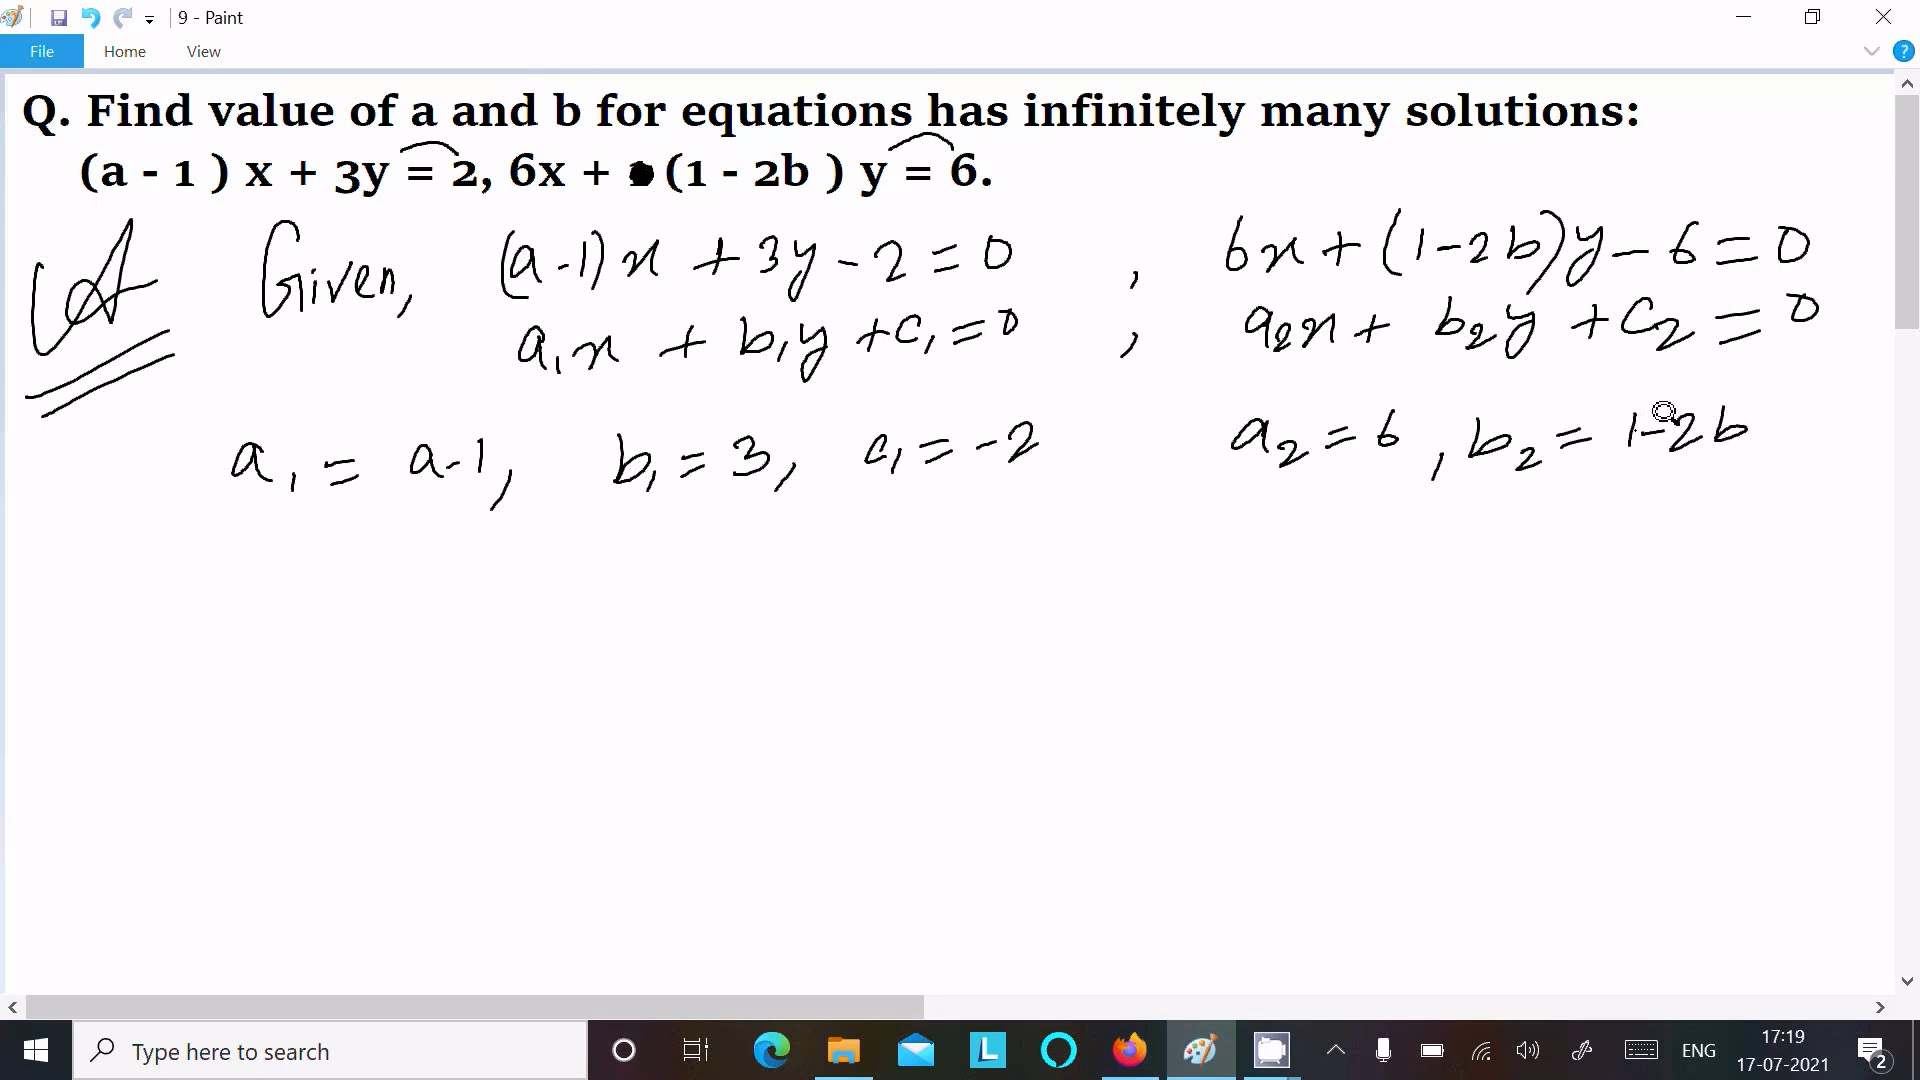 9 - Paint
File Home View
Q. Find value of a and b for equations has infinitely many solutions:
(a - 1 ) x + 3y = 2, 6x + (1 - 2b ) y = 6.
A Given, (a-1)x + 3y - 2 = 0 , 6x + (1-2b)y - 6 = 0
a₁x + b₁y + c₁ = 0 , a₂x + b₂y + c₂ = 0
a₁ = a-1, b₁ = 3, c₁ = -2 a₂ = 6, b₂ = 1-2b
Type here to search
L
ENG
17:19
17-07-2021
2